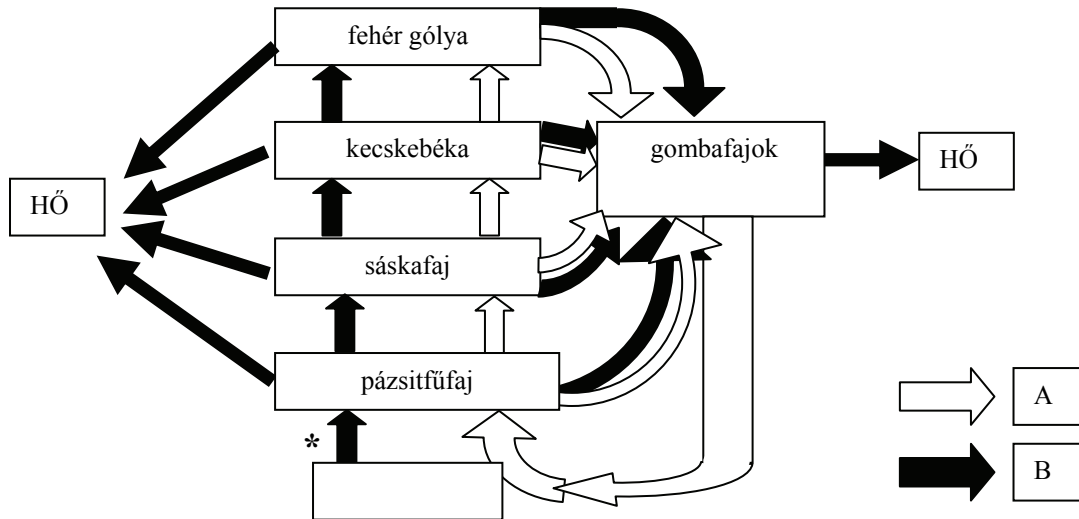 fehér gólya
kecskebéka
gombafajok
HŐ
HŐ
sáskafaj
pázsitfűfaj
A
*
B